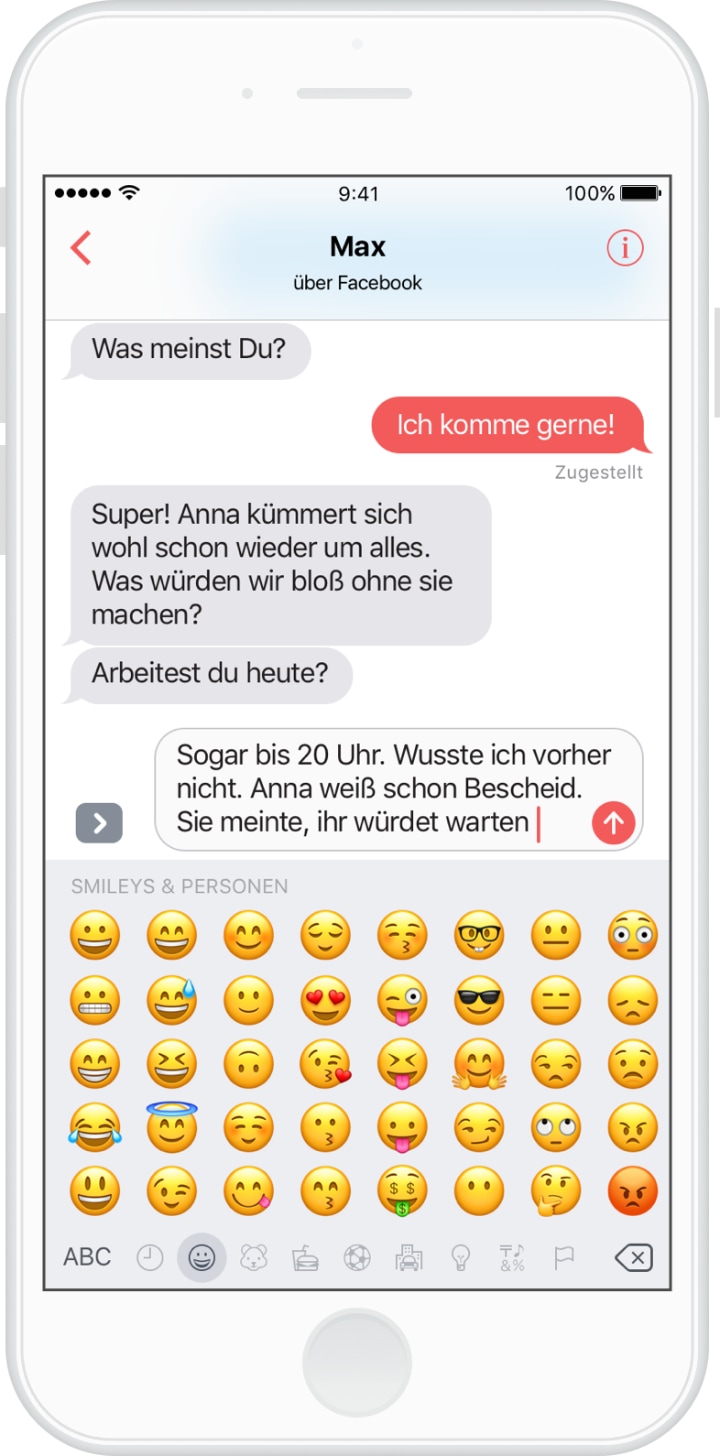 9:41
100%
Max
über Facebook
Was meinst Du?
Ich komme gerne!
Zugestellt
Super! Anna kümmert sich
wohl schon wieder um alles.
Was würden wir bloß ohne sie
machen?
Arbeitest du heute?
Sogar bis 20 Uhr. Wusste ich vorher
nicht. Anna weiß schon Bescheid.
Sie meinte, ihr würdet warten
SMILEYS & PERSONEN
ABC